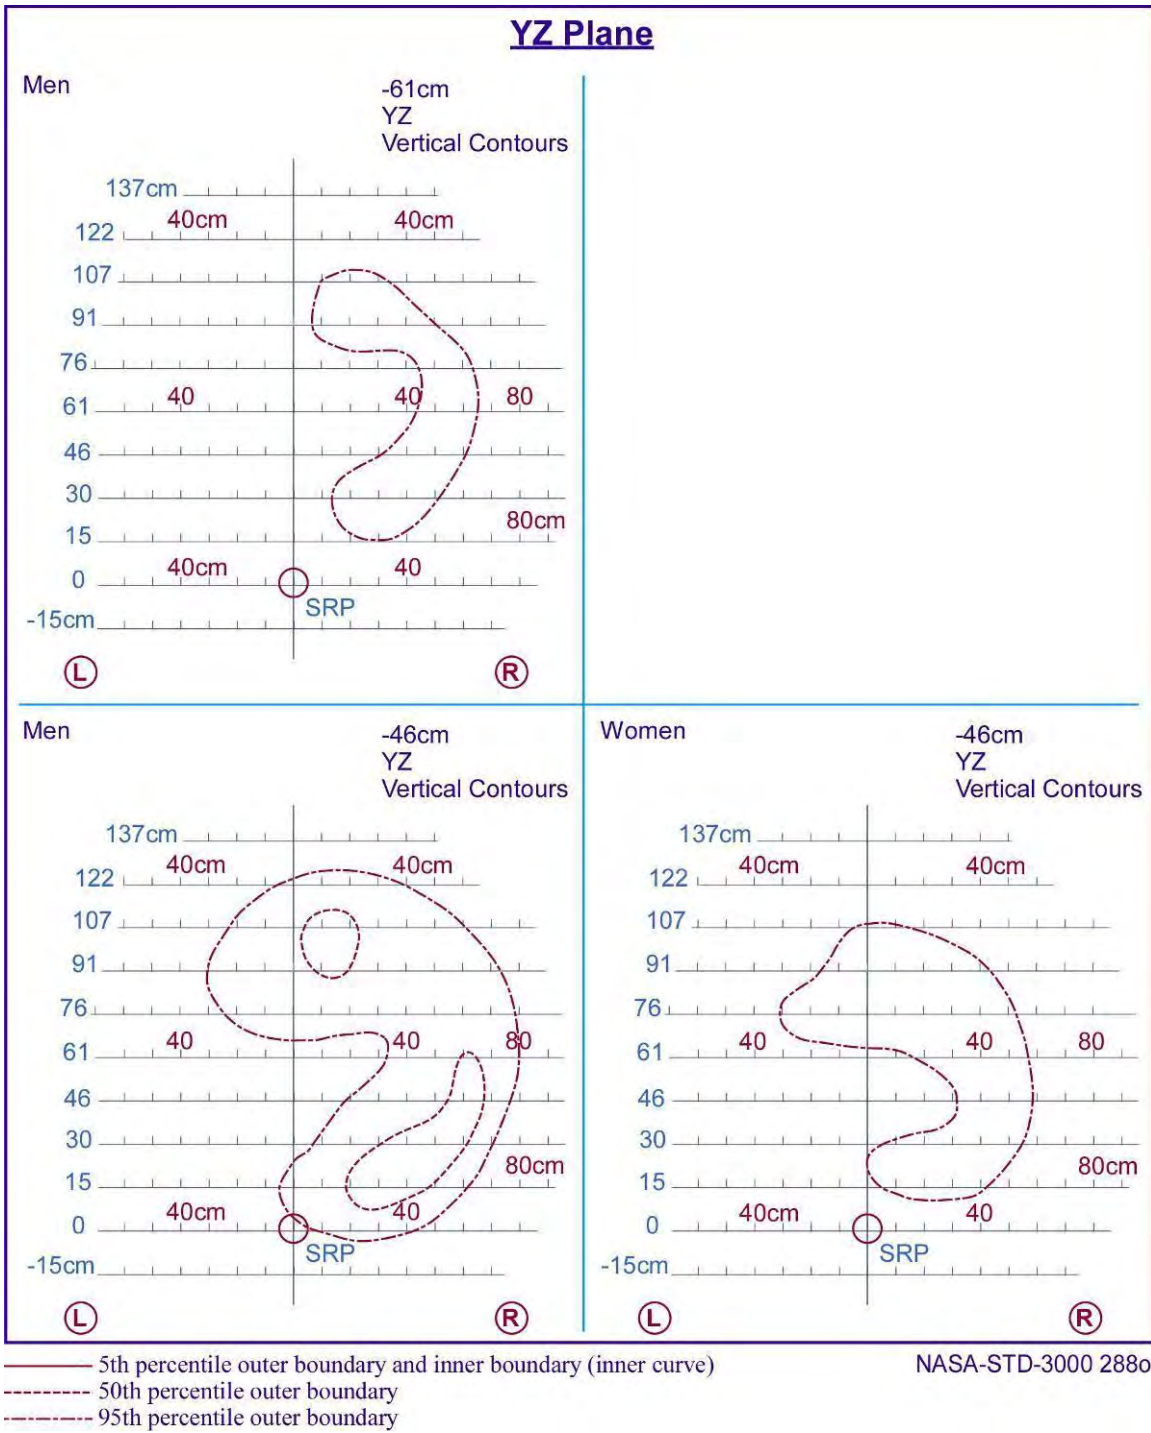 YZ Plane
Men
-61cm
YZ
Vertical Contours
137cm
40cm 40cm
122
107
91
76
40 40 80
61
46
30
80cm
15
40cm 40
0
SRP
-15cm
L R
Men
-46cm
YZ
Vertical Contours
137cm
40cm 40cm
122
107
91
76
40 40 80
61
46
30
80cm
15
40cm 40
0
SRP
-15cm
L R
Women
-46cm
YZ
Vertical Contours
137cm
40cm 40cm
122
107
91
76
40 40 80
61
46
30
80cm
15
40cm 40
0
SRP
-15cm
L R
5th percentile outer boundary and inner boundary (inner curve)
50th percentile outer boundary
95th percentile outer boundary
NASA-STD-3000 288o